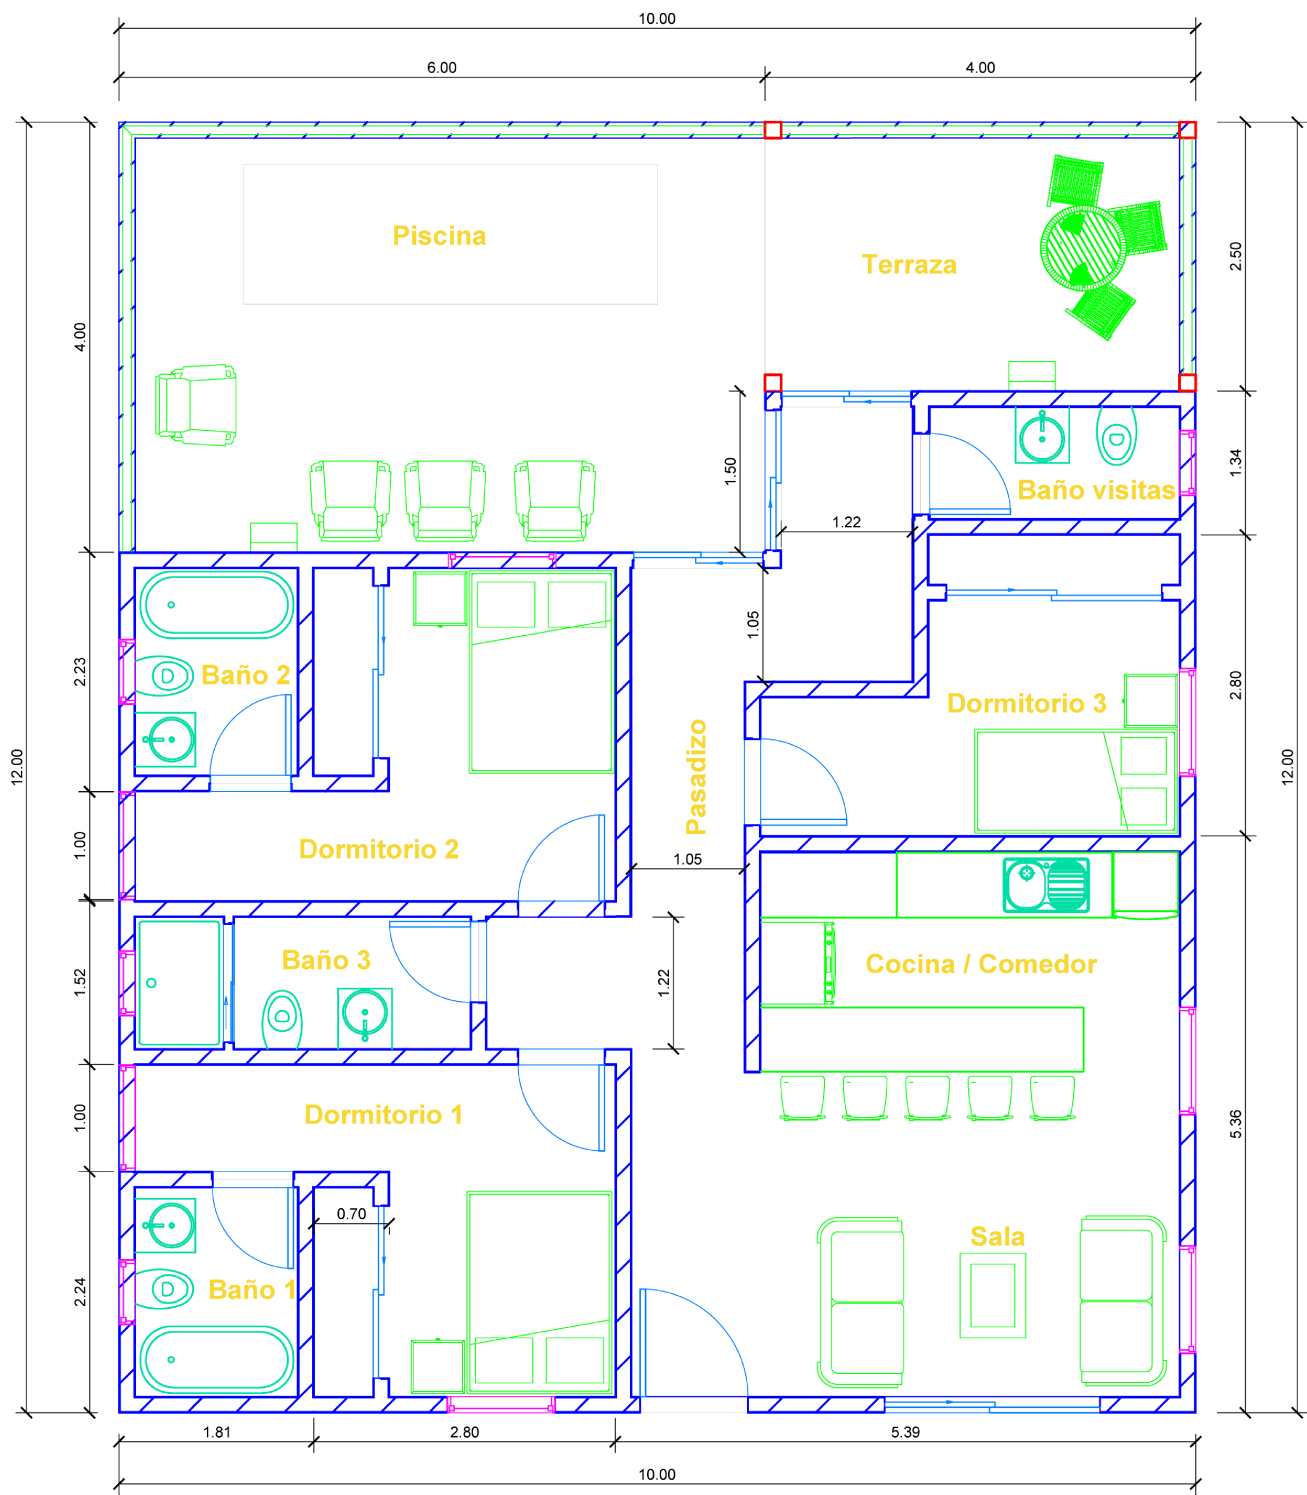 10.00
6.00
4.00
Piscina
Terraza
2.50
4.00
1.50
1.34
Baño visitas
1.22
1.05
2.23
Baño 2
2.80
Dormitorio 3
12.00
12.00
Pasadizo
Dormitorio 2
1.00
1.05
Baño 3
1.52
1.22
Cocina / Comedor
Dormitorio 1
1.00
5.36
0.70
Sala
Baño 1
2.24
1.81
2.80
5.39
10.00